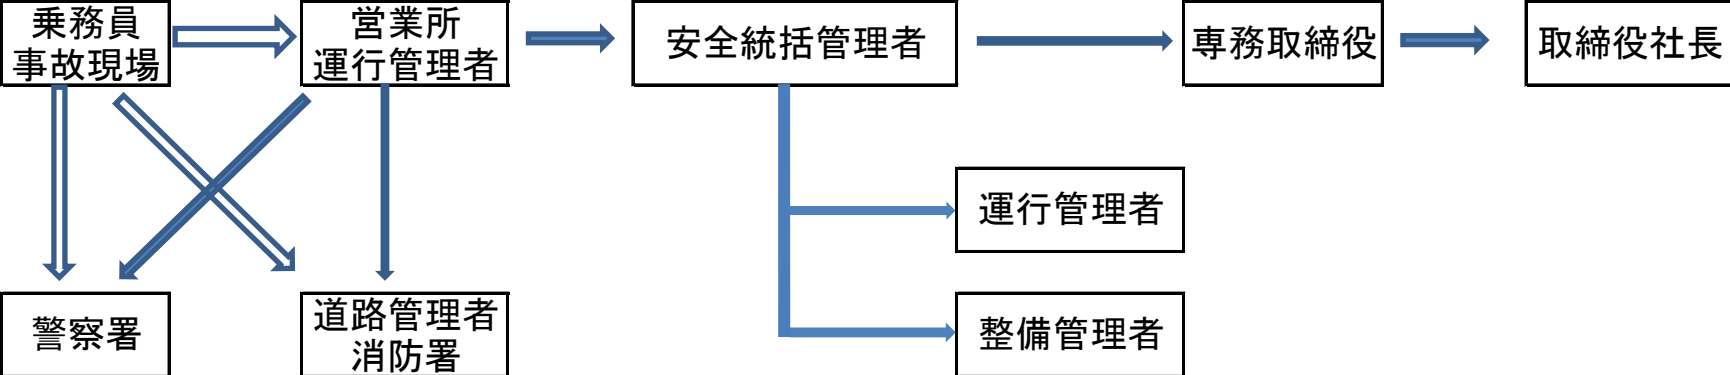 乗務員
事故現場
営業所
運行管理者
安全統括管理者
専務取締役
取締役社長
運行管理者
警察署
道路管理者
消防署
整備管理者